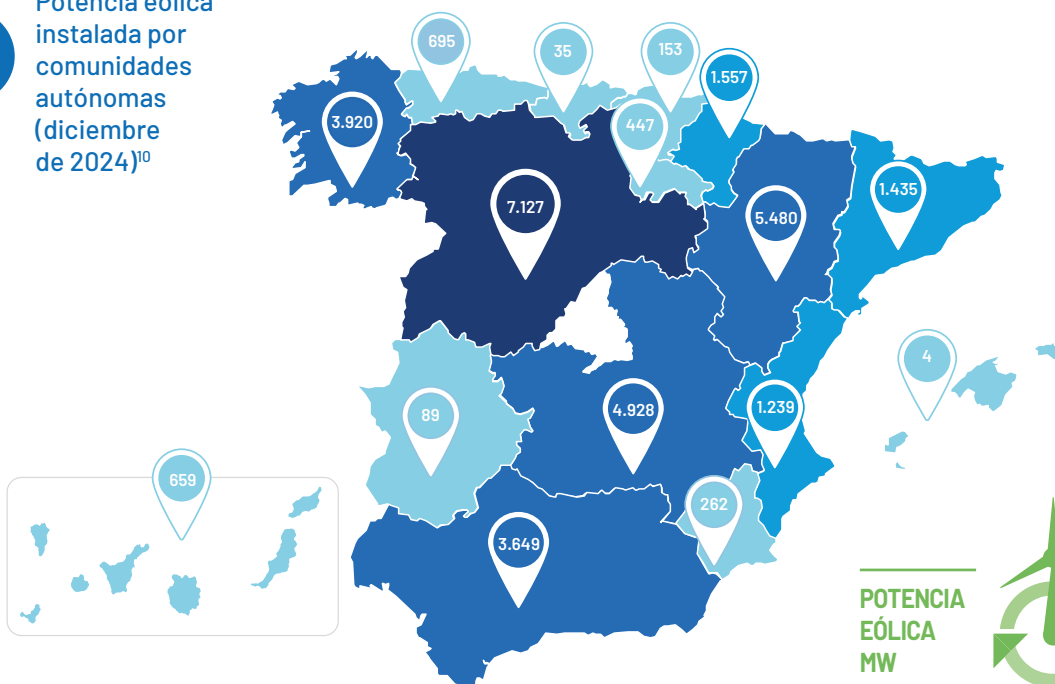 Potencia eólica
instalada por
comunidades
autónomas
(diciembre
de 2024)10
695
35
153
1.557
3.920
447
7.127
5.480
1.435
4
89
4.928
1.239
659
262
3.649
POTENCIA
EÓLICA
MW